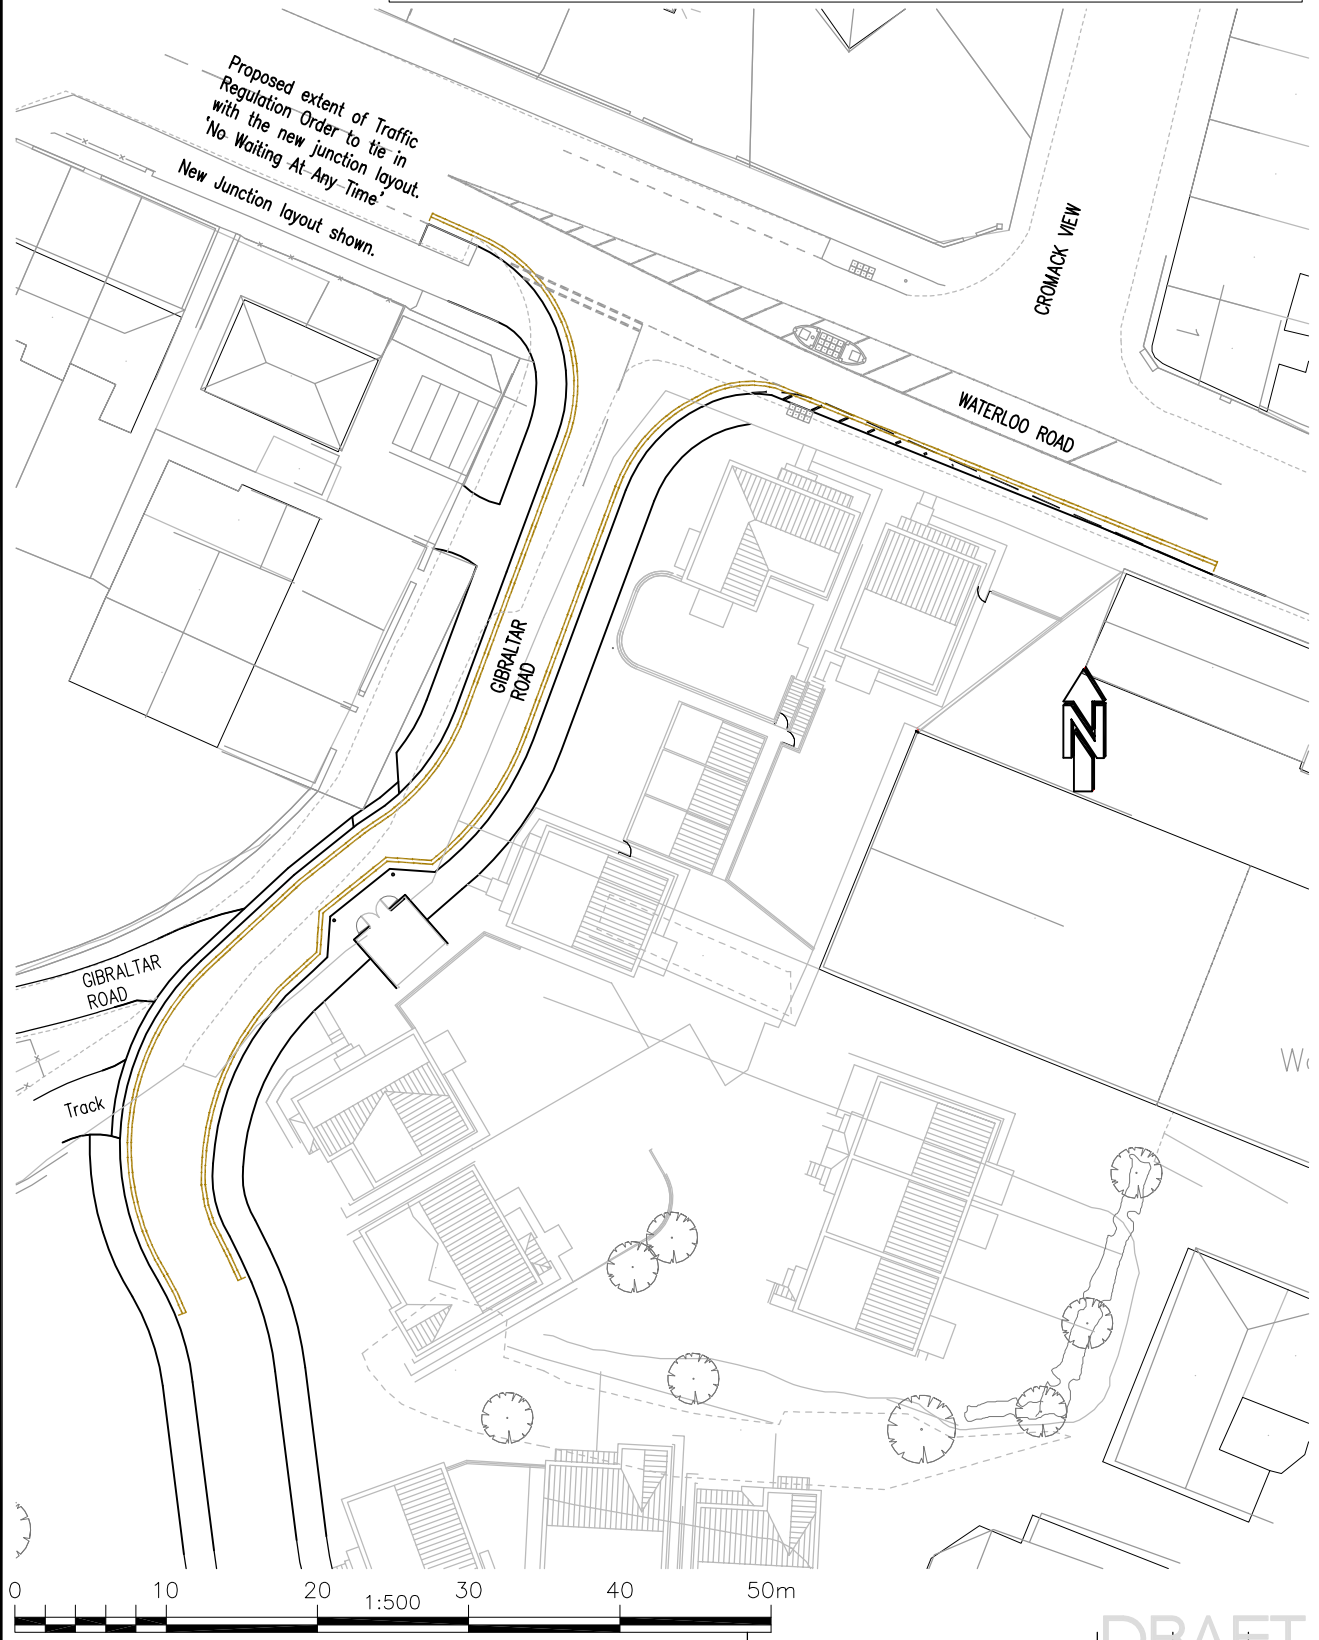 Proposed extent of Traffic
Regulation Order to tie in
with the new junction layout.
'No Waiting At Any Time'
New Junction layout shown.
CROMACK VIEW
WATERLOO ROAD
GIBRALTAR
ROAD
N
GIBRALTAR
ROAD
Track
0 10 20 30 40 50m
1:500
DRAFT